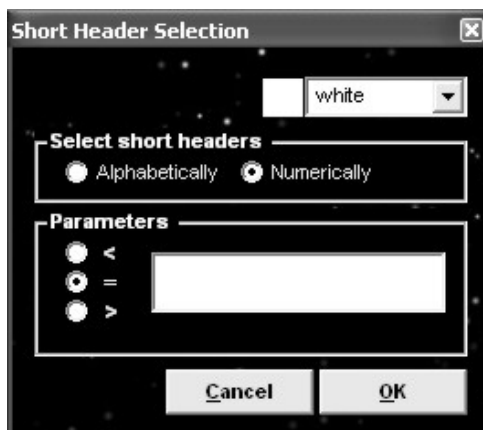 Short Header Selection
white
Select short headers
Alphabetically Numerically
Parameters
<
=
>
Cancel OK